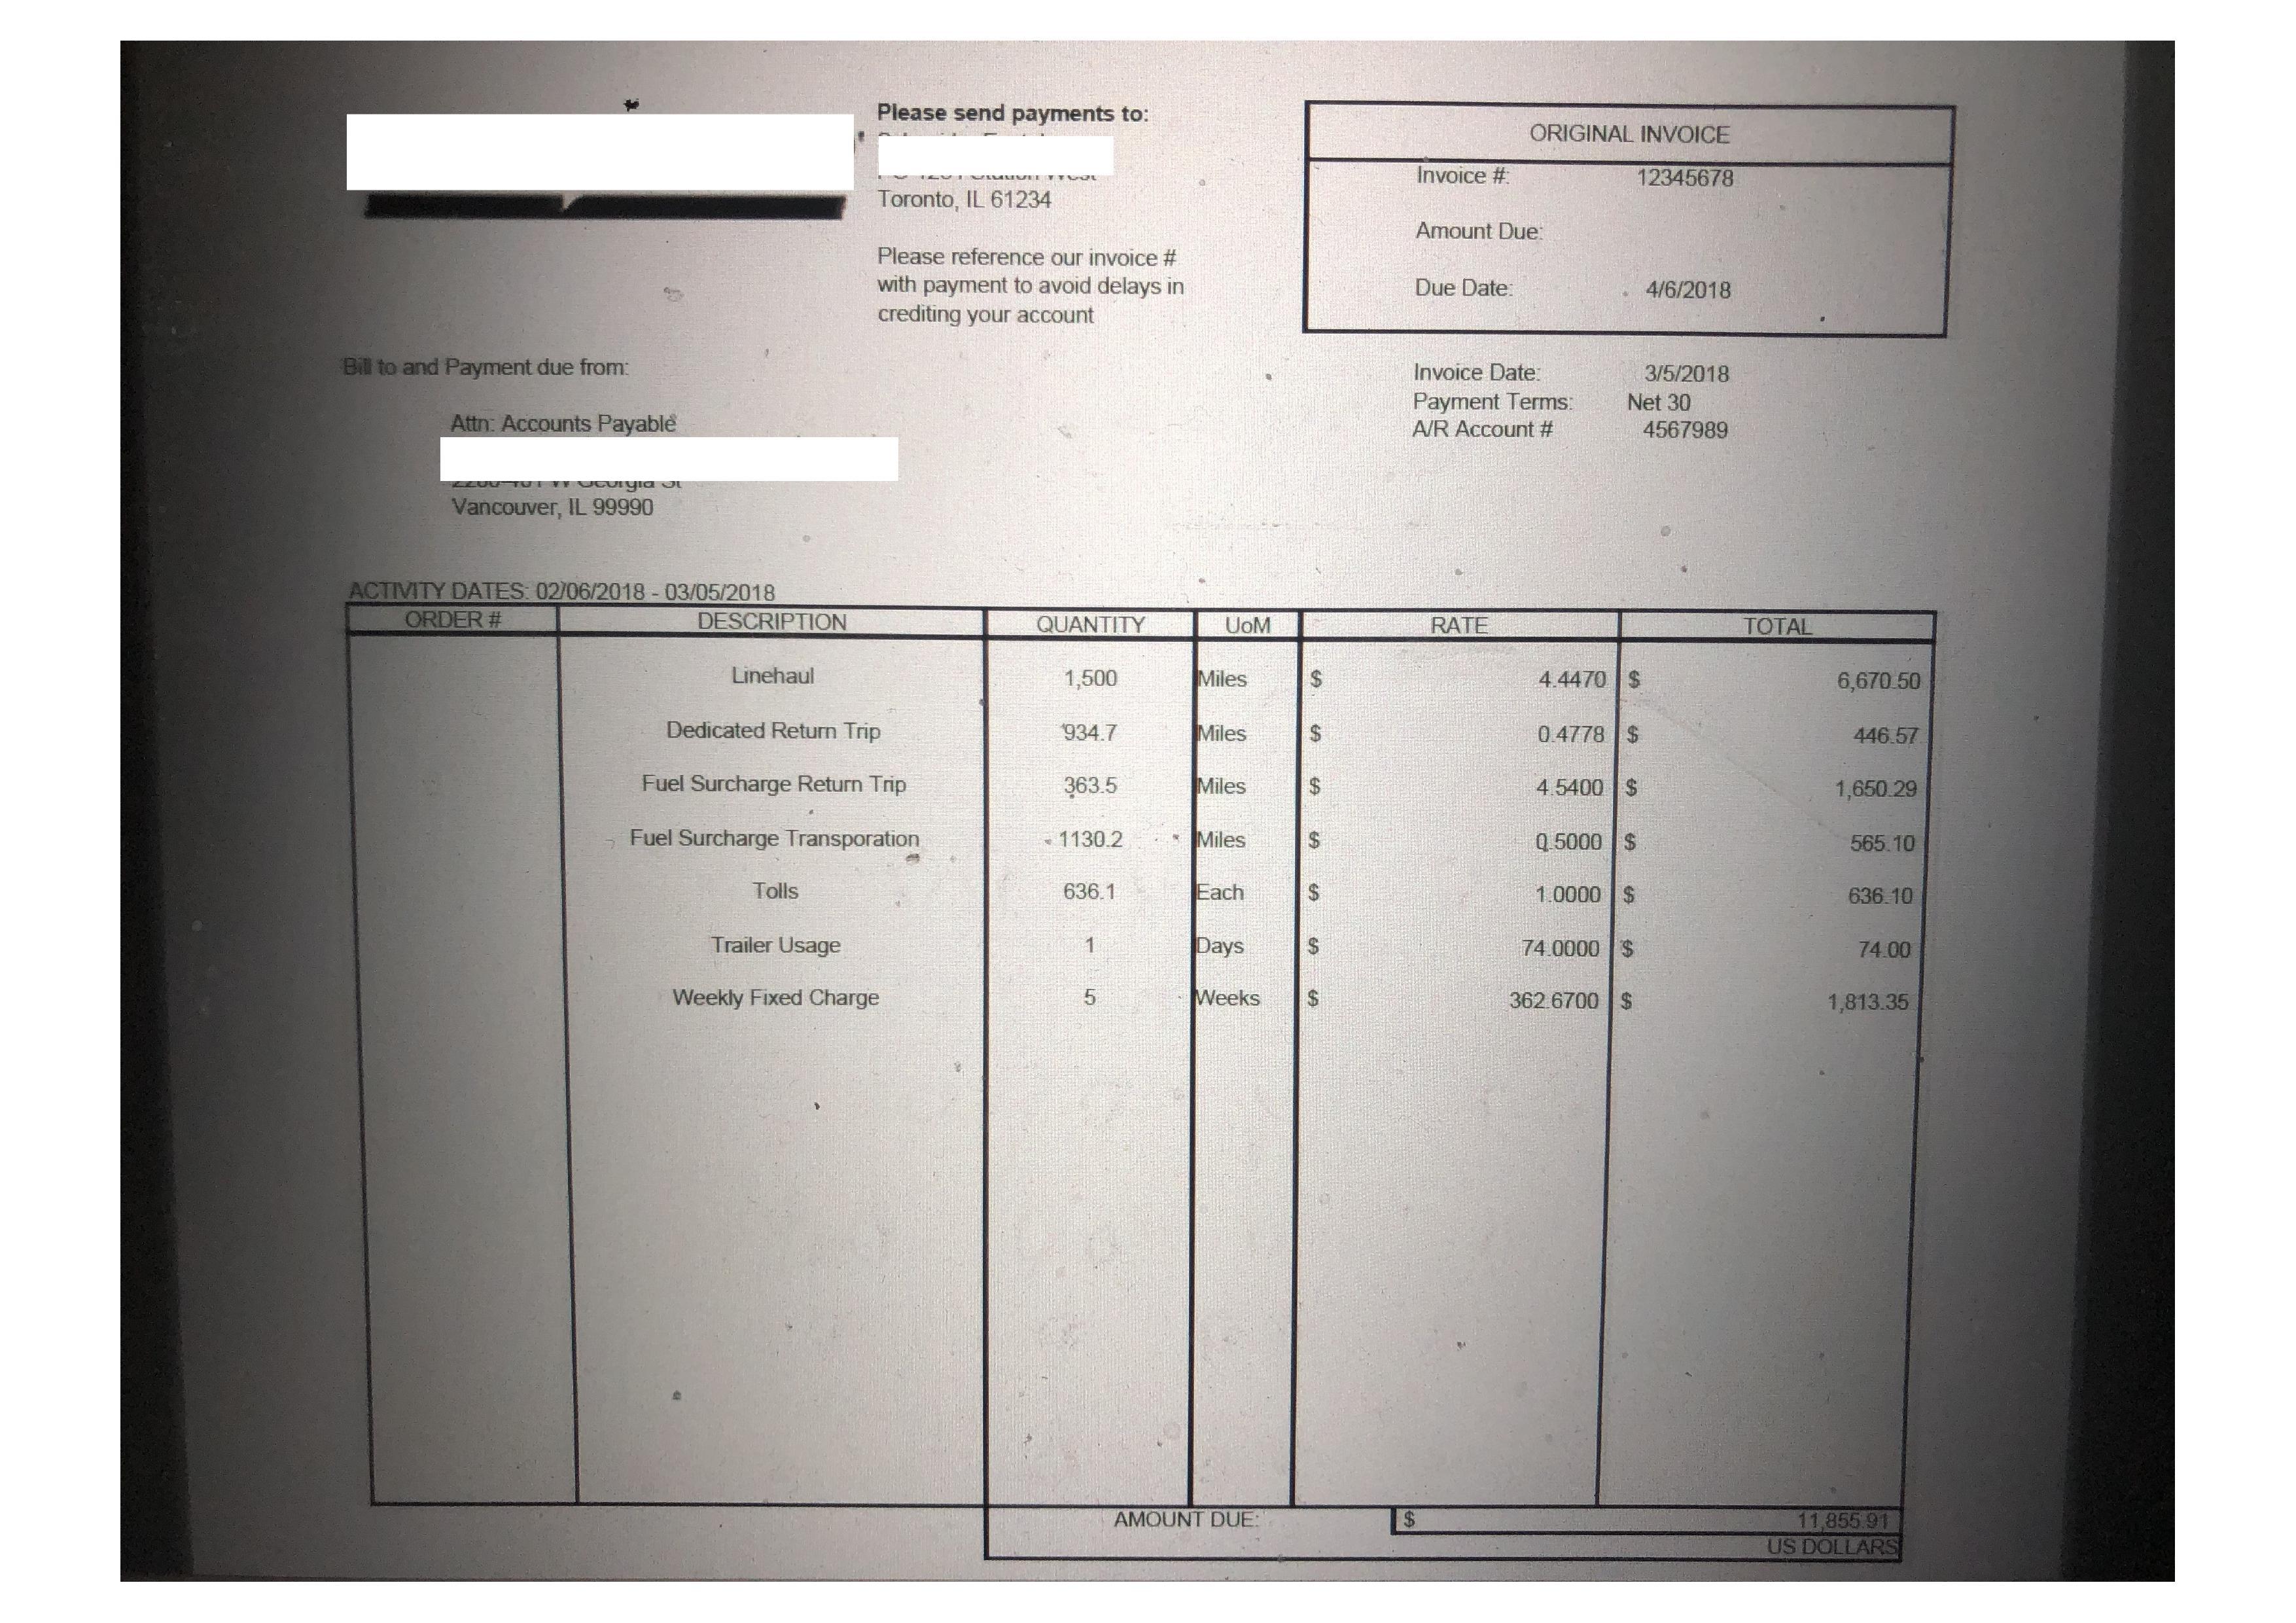 Please send payments to:
Toronto, IL 61234
Please reference our invoice #
with payment to avoid delays in
crediting your account
ORIGINAL INVOICE
Invoice #: 12345678
Amount Due:
Due Date: 4/6/2018
Bill to and Payment due from:
Attn: Accounts Payable
W Georgia St
Vancouver, IL 99990
Invoice Date: 3/5/2018
Payment Terms: Net 30
A/R Account # 4567989
ACTIVITY DATES: 02/06/2018 - 03/05/2018
ORDER # DESCRIPTION QUANTITY UoM RATE TOTAL
Linehaul 1,500 Miles $ 4.4470 $ 6,670.50
Dedicated Return Trip 934.7 Miles $ 0.4778 $ 446.57
Fuel Surcharge Return Trip 363.5 Miles $ 4.5400 $ 1,650.29
Fuel Surcharge Transporation 1130.2 Miles $ 0.5000 $ 565.10
Tolls 636.1 Each $ 1.0000 $ 636.10
Trailer Usage 1 Days $ 74.0000 $ 74.00
Weekly Fixed Charge 5 Weeks $ 362.6700 $ 1,813.35
AMOUNT DUE: $ 11,855.91
US DOLLARS